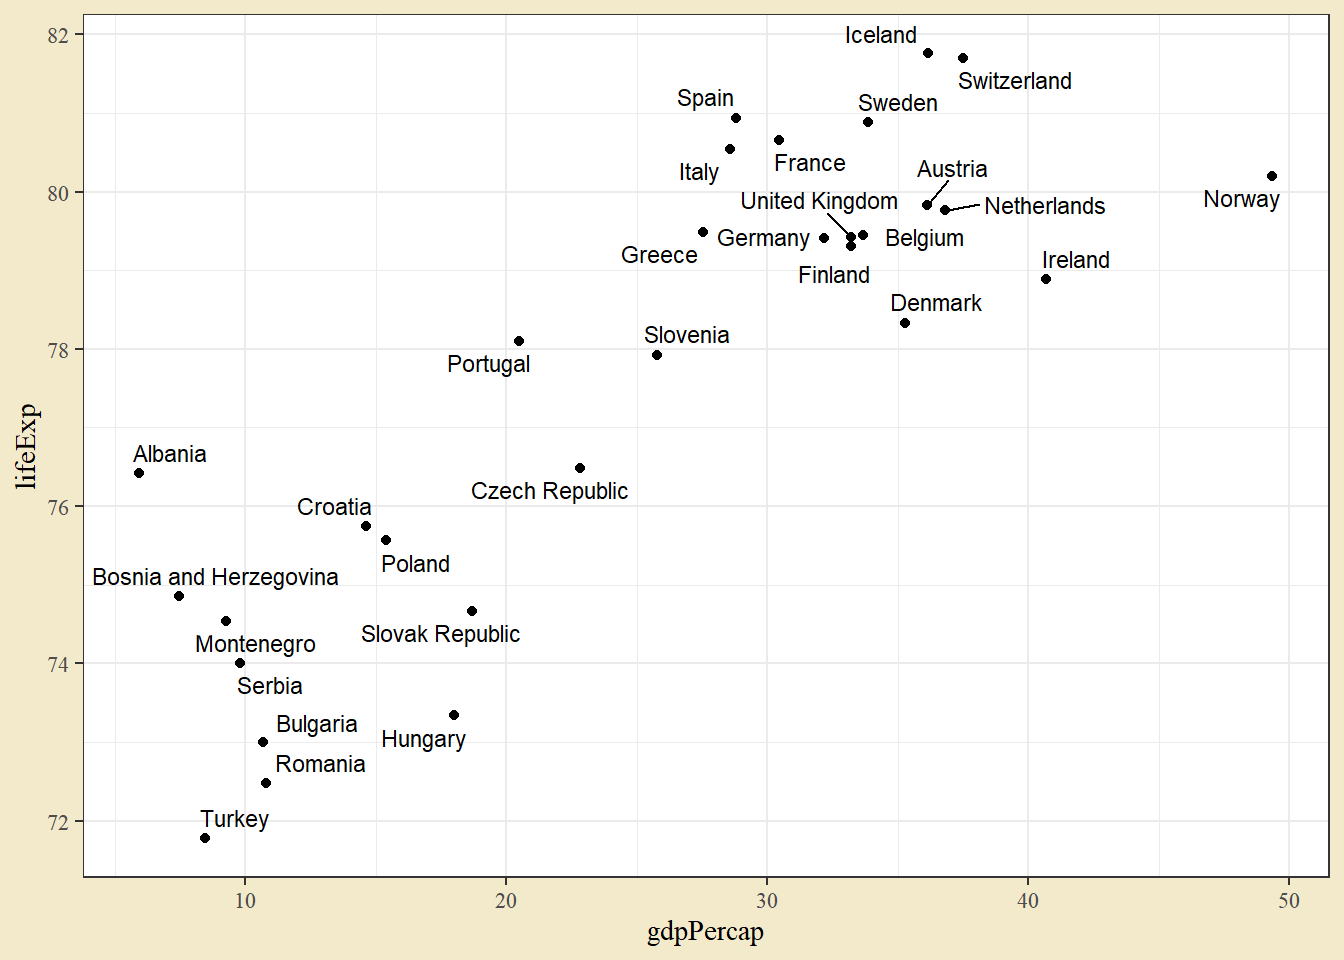 82
80
78
76
74
72
lifeExp
Iceland
Switzerland
Spain
Sweden
Italy
France
Austria
United Kingdom
Netherlands
Norway
Greece
Germany
Belgium
Finland
Ireland
Denmark
Slovenia
Portugal
Albania
Czech Republic
Croatia
Poland
Bosnia and Herzegovina
Slovak Republic
Montenegro
Serbia
Bulgaria
Hungary
Romania
Turkey
10
20
30
40
50
gdpPercap